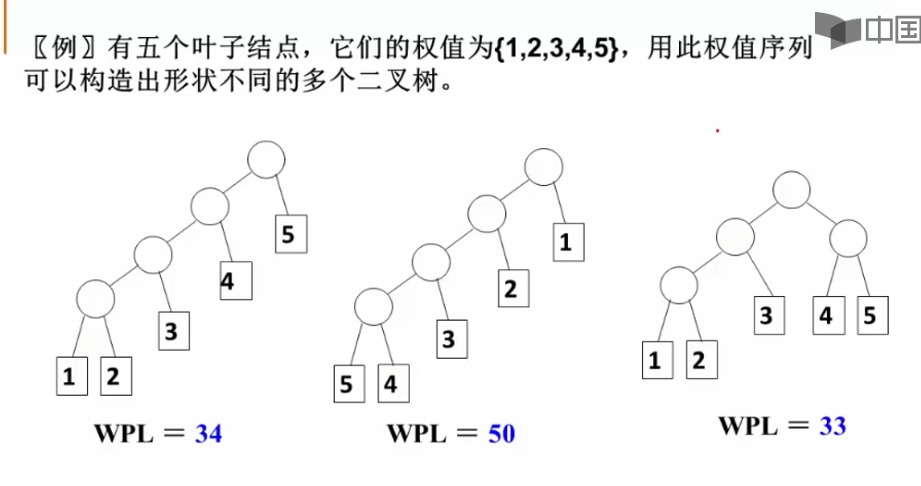 中国
〖例〗有五个叶子结点，它们的权值为{1,2,3,4,5}，用此权值序列
可以构造出形状不同的多个二叉树。
5
4
3
1 2
WPL = 34
1
2
3
5 4
WPL = 50
3 4 5
1 2
WPL = 33